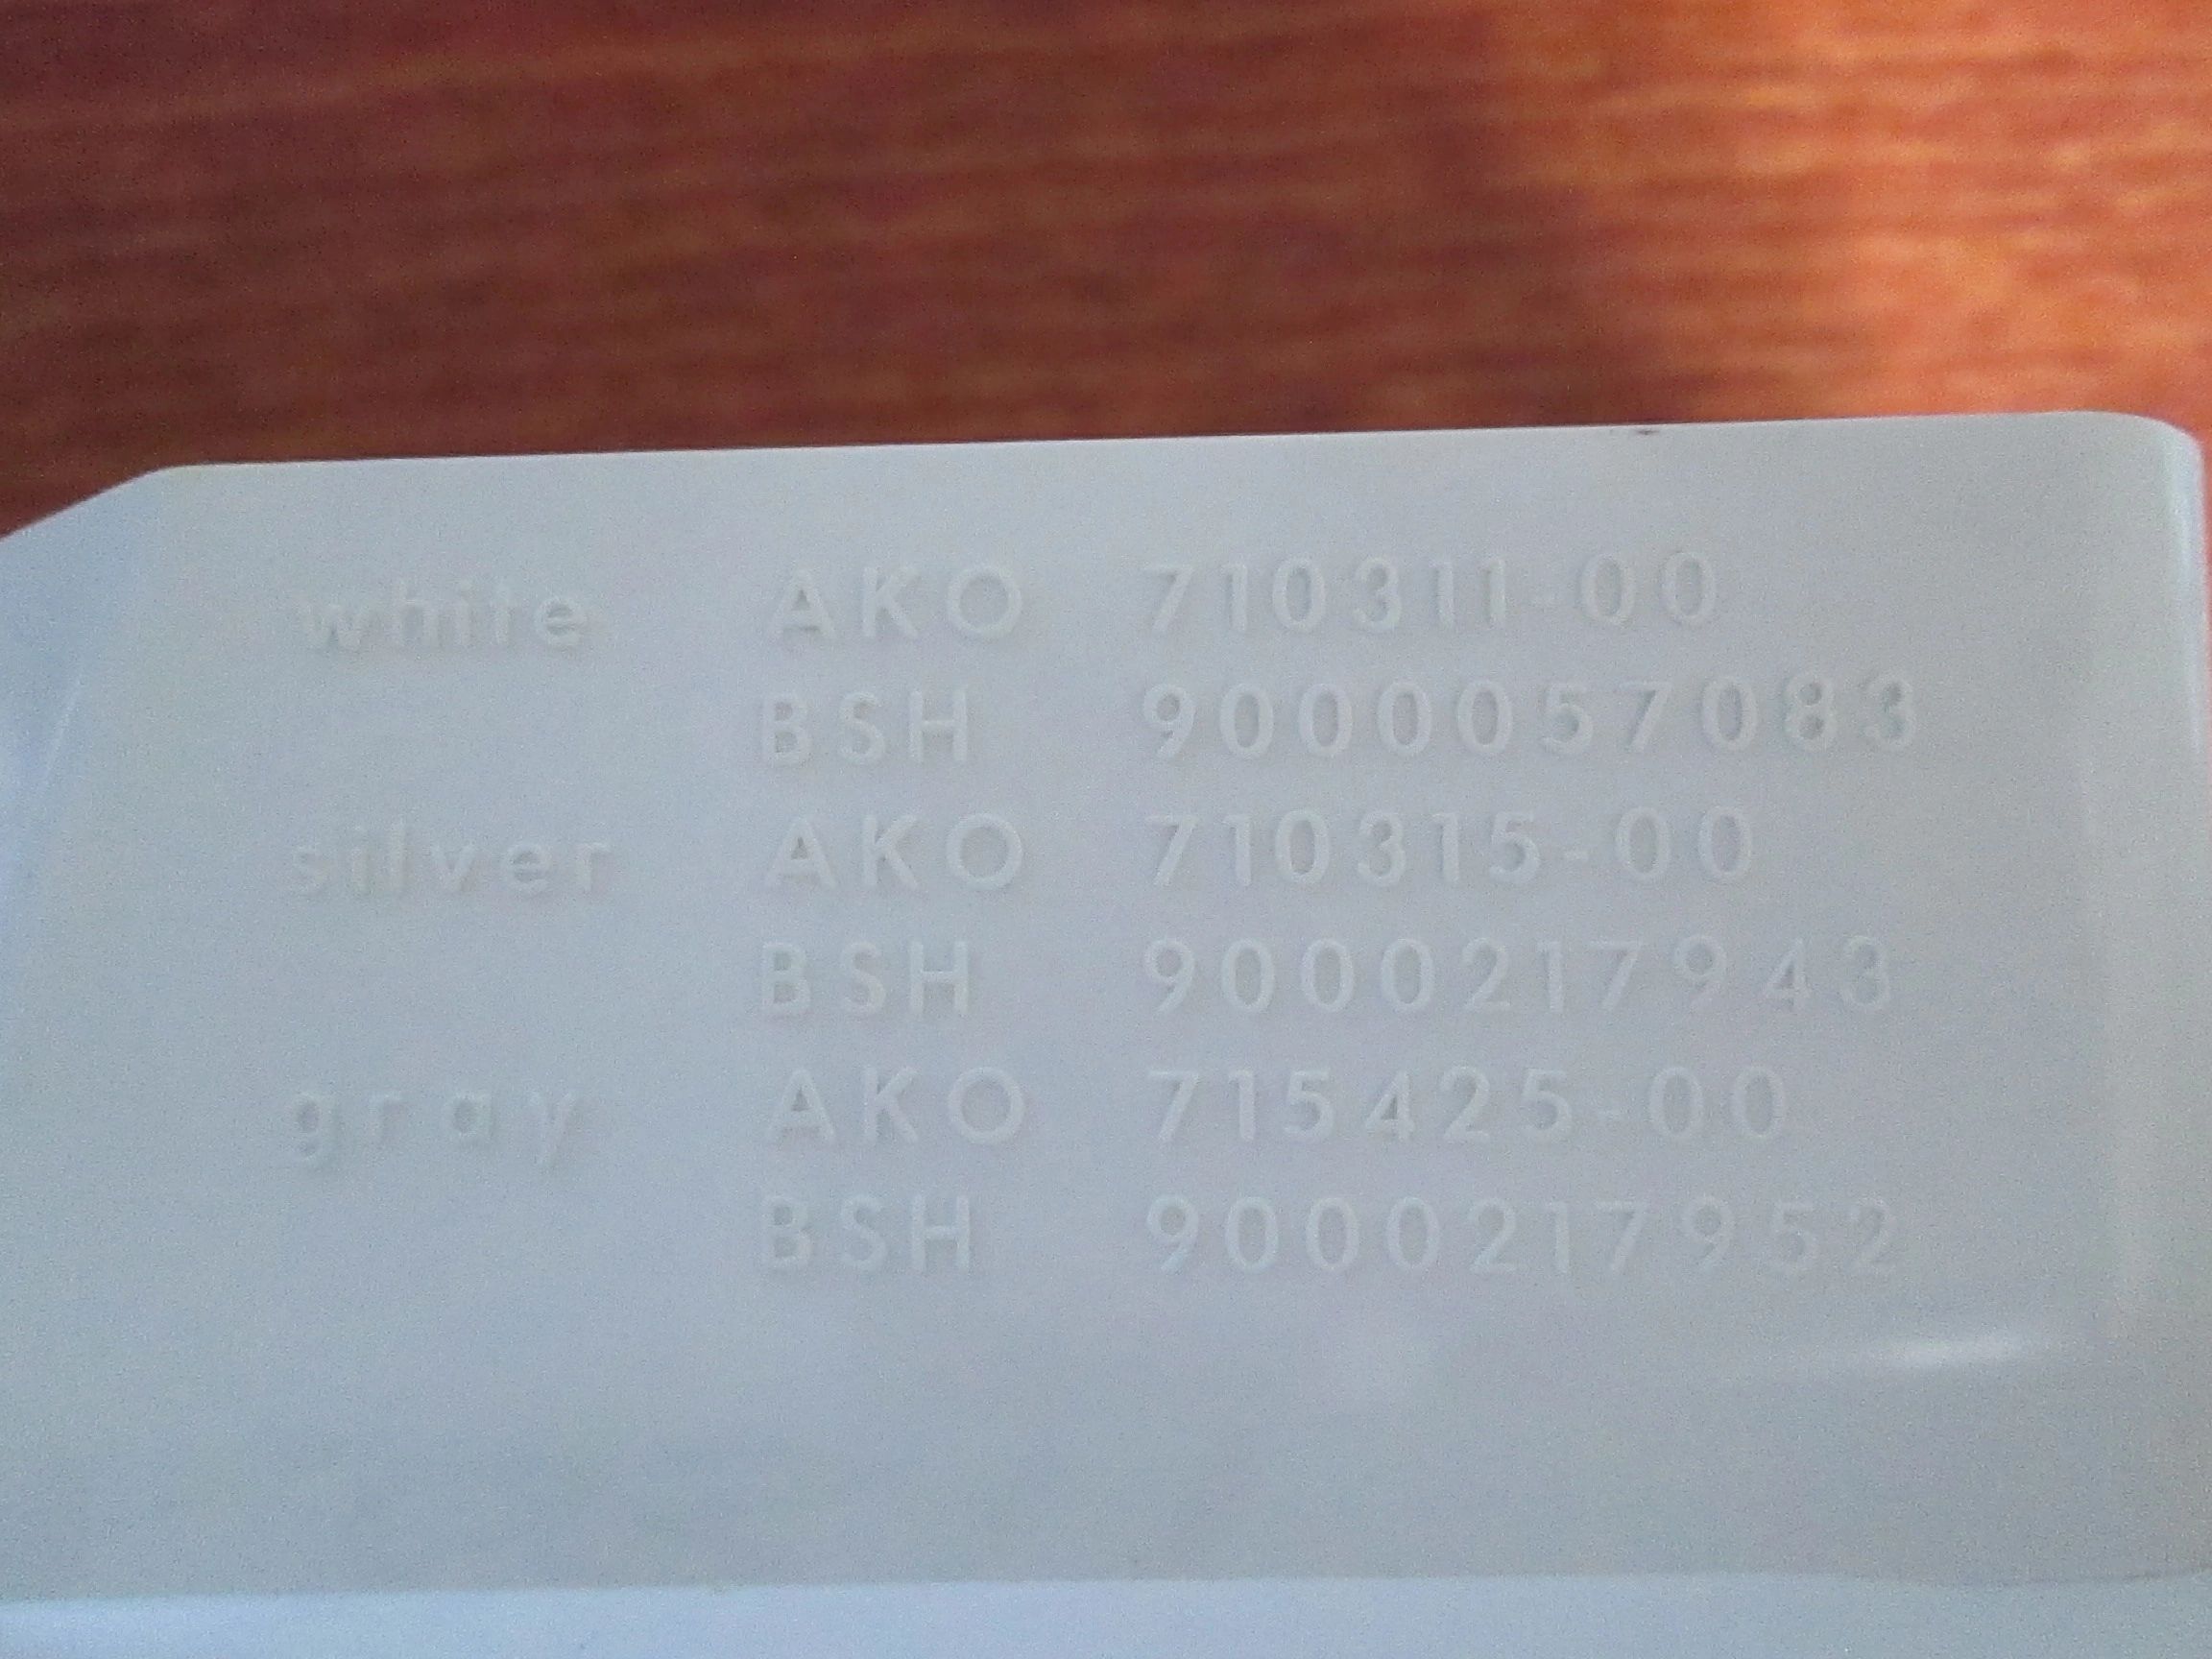 white AKO 710311-00
BSH 9000057083
silver AKO 710315-00
BSH 9000217943
gray AKO 715425-00
BSH 9000217952